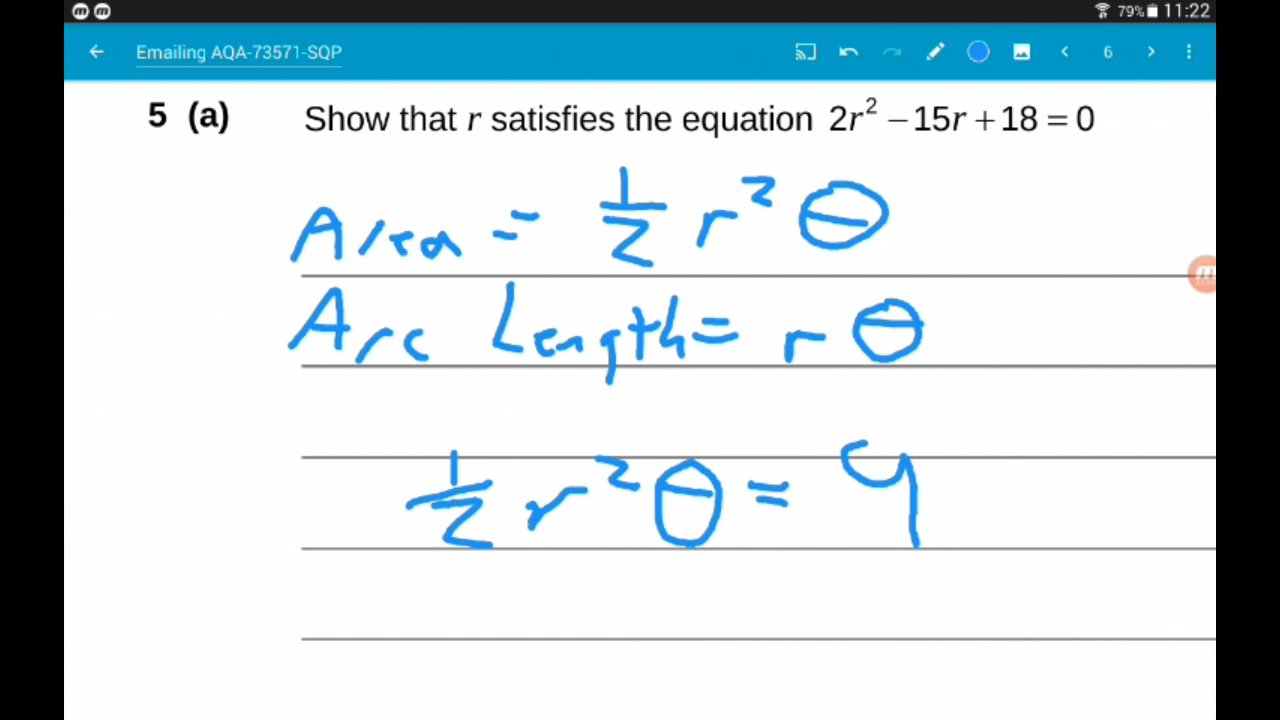 79% 11:22
Emailing AQA-73571-SQP 6
5 (a) Show that r satisfies the equation 2r² − 15r + 18 = 0
Area = 1/2 r² θ
Arc Length = r θ
1/2 r² θ = 9